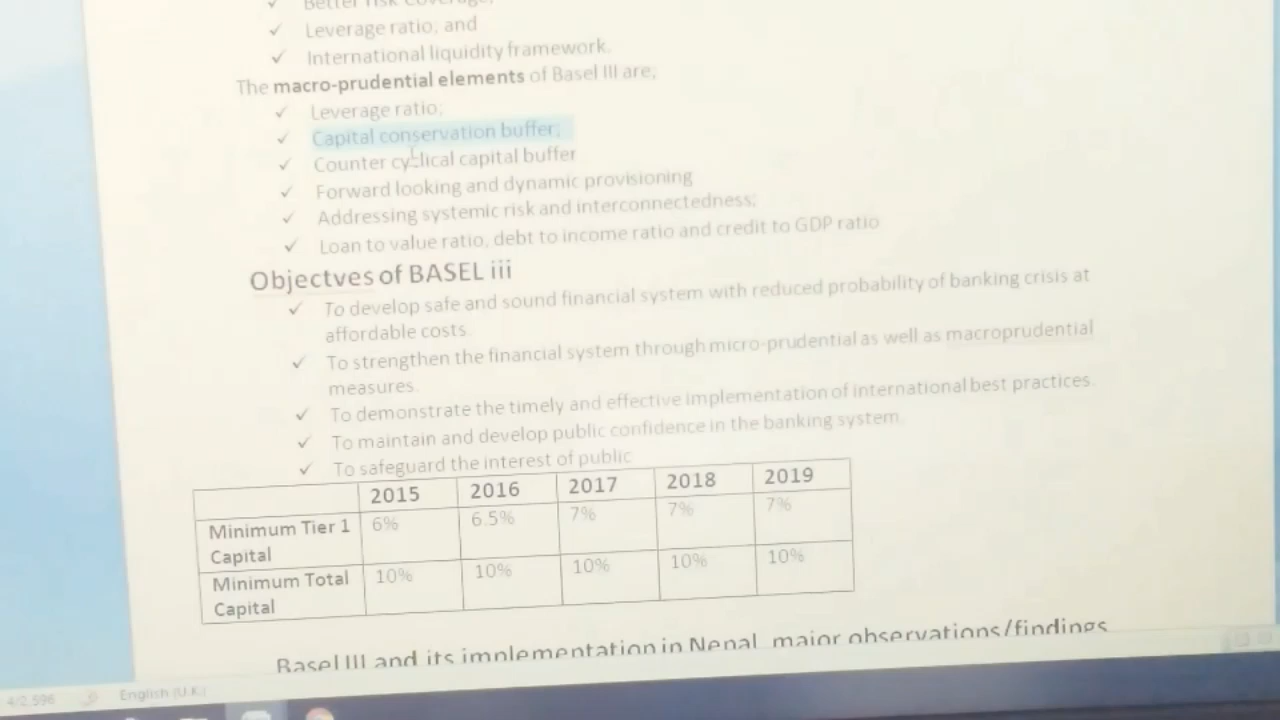 Better risk coverage;
Leverage ratio; and
International liquidity framework.
The macro-prudential elements of Basel III are;
Leverage ratio;
Capital conservation buffer;
Counter cyclical capital buffer
Forward looking and dynamic provisioning
Addressing systemic risk and interconnectedness;
Loan to value ratio, debt to income ratio and credit to GDP ratio
Objectves of BASEL iii
To develop safe and sound financial system with reduced probability of banking crisis at
affordable costs.
To strengthen the financial system through micro-prudential as well as macroprudential
measures.
To demonstrate the timely and effective implementation of international best practices.
To maintain and develop public confidence in the banking system.
To safeguard the interest of public
2015 2016 2017 2018 2019
Minimum Tier 1 Capital 6% 6.5% 7% 7% 7%
Minimum Total Capital 10% 10% 10% 10% 10%
Basel III and its implementation in Nepal major observations/findings
4/2,596 English (U.K.)